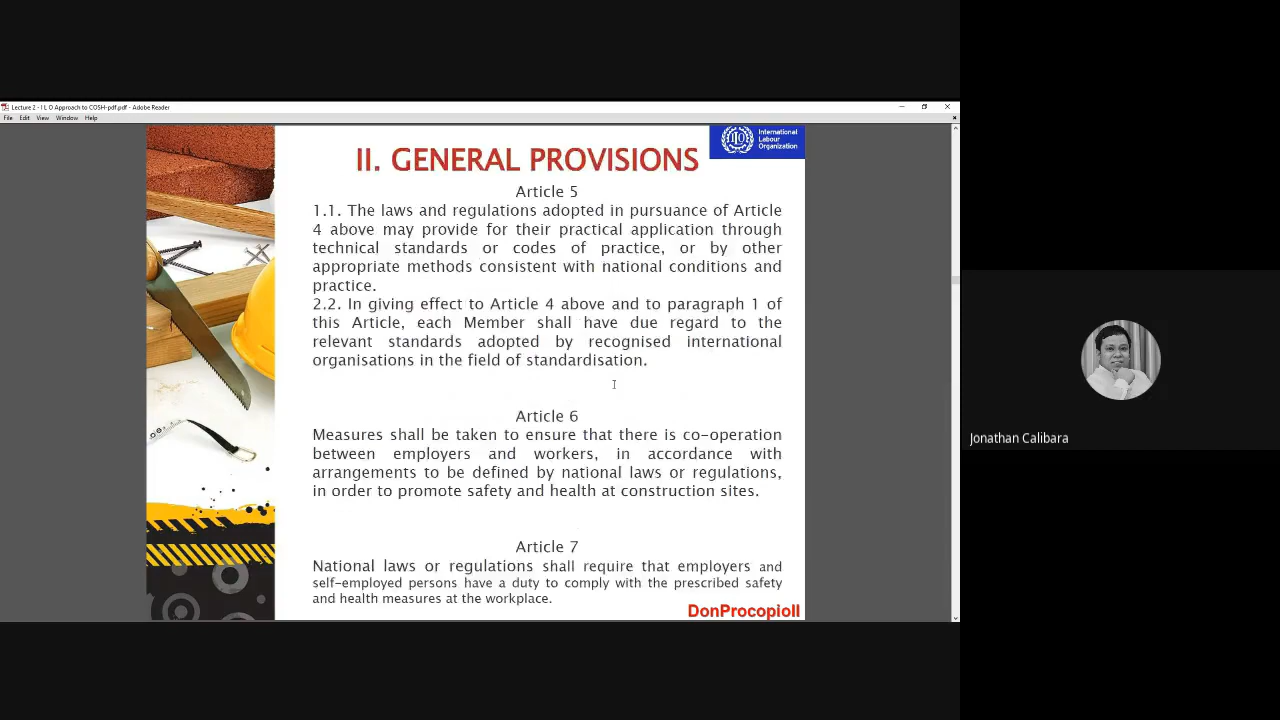 Lecture 2 - I L O Approach to COSH-pdf.pdf - Adobe Reader
File Edit View Window Help
International
Labour
Organization
II. GENERAL PROVISIONS
Article 5
1.1. The laws and regulations adopted in pursuance of Article
4 above may provide for their practical application through
technical standards or codes of practice, or by other
appropriate methods consistent with national conditions and
practice.
2.2. In giving effect to Article 4 above and to paragraph 1 of
this Article, each Member shall have due regard to the
relevant standards adopted by recognised international
organisations in the field of standardisation.
Article 6
Measures shall be taken to ensure that there is co-operation
between employers and workers, in accordance with
arrangements to be defined by national laws or regulations,
in order to promote safety and health at construction sites.
Article 7
National laws or regulations shall require that employers and
self-employed persons have a duty to comply with the prescribed safety
and health measures at the workplace.
DonProcopioII
Jonathan Calibara